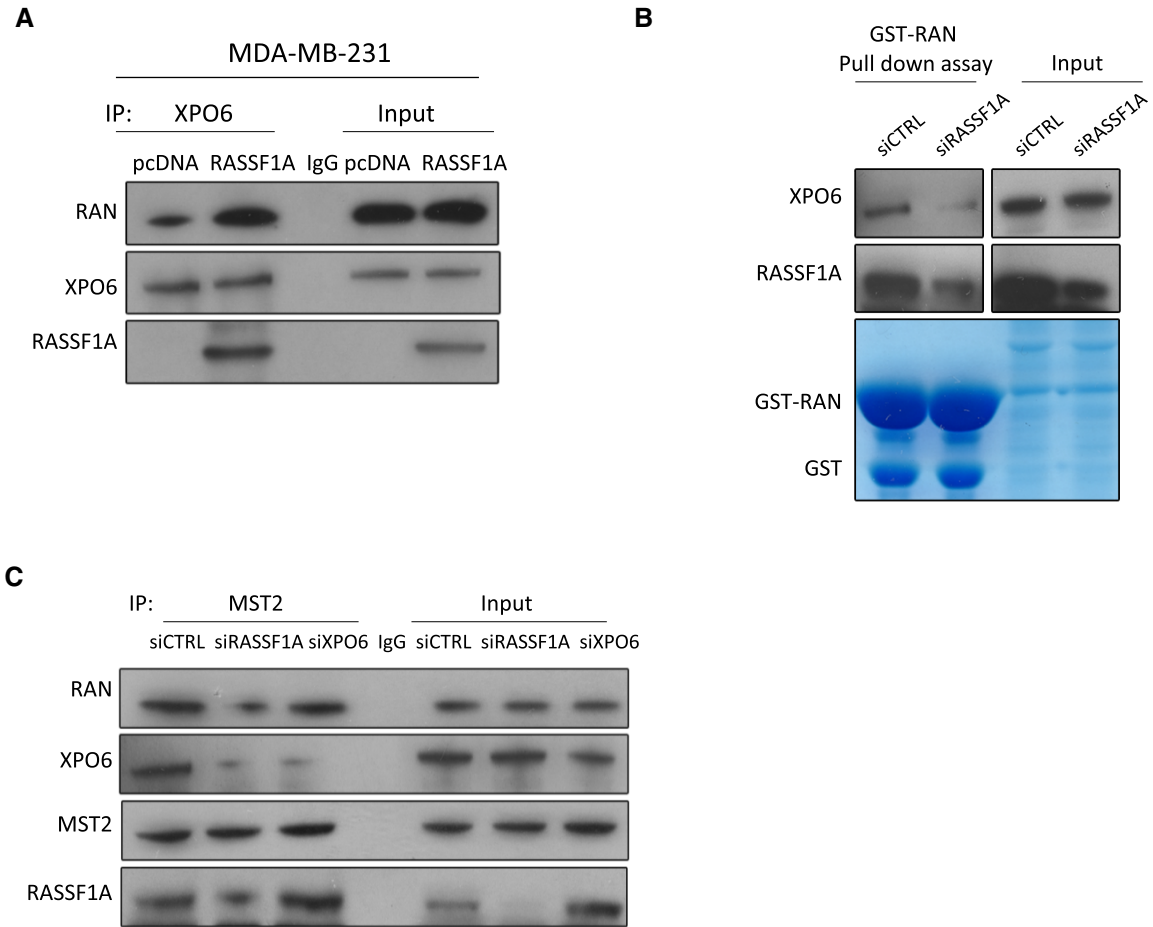 A
MDA-MB-231
IP: XPO6 Input
pcDNA RASSF1A IgG pcDNA RASSF1A
RAN
XPO6
RASSF1A
B
GST-RAN
Pull down assay Input
siCTRL siRASSF1A siCTRL siRASSF1A
XPO6
RASSF1A
GST-RAN
GST
C
IP: MST2 Input
siCTRL siRASSF1A siXPO6 IgG siCTRL siRASSF1A siXPO6
RAN
XPO6
MST2
RASSF1A